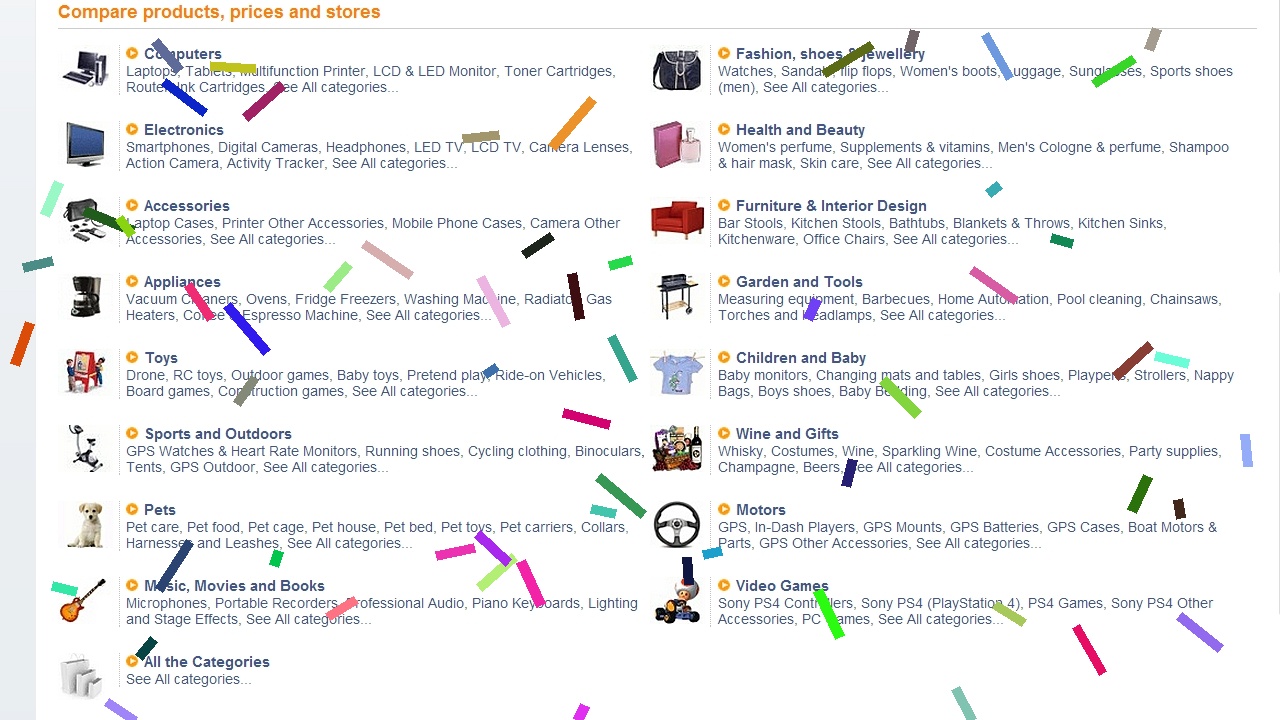 Compare products, prices and stores
Computers
Laptops, Tablets, Multifunction Printer, LCD & LED Monitor, Toner Cartridges,
Router, Ink Cartridges, See All categories...
Electronics
Smartphones, Digital Cameras, Headphones, LED TV, LCD TV, Camera Lenses,
Action Camera, Activity Tracker, See All categories...
Accessories
Laptop Cases, Printer Other Accessories, Mobile Phone Cases, Camera Other
Accessories, See All categories...
Appliances
Vacuum Cleaners, Ovens, Fridge Freezers, Washing Machine, Radiator, Gas
Heaters, Coffee & Espresso Machine, See All categories...
Toys
Drone, RC toys, Outdoor games, Baby toys, Pretend play, Ride-on Vehicles,
Board games, Construction games, See All categories...
Sports and Outdoors
GPS Watches & Heart Rate Monitors, Running shoes, Cycling clothing, Binoculars,
Tents, GPS Outdoor, See All categories...
Pets
Pet care, Pet food, Pet cage, Pet house, Pet bed, Pet toys, Pet carriers, Collars,
Harnesses and Leashes, See All categories...
Music, Movies and Books
Microphones, Portable Recorders, Professional Audio, Piano Keyboards, Lighting
and Stage Effects, See All categories...
All the Categories
See All categories...
Fashion, shoes & jewellery
Watches, Sandals, flip flops, Women's boots, Luggage, Sunglasses, Sports shoes
(men), See All categories...
Health and Beauty
Women's perfume, Supplements & vitamins, Men's Cologne & perfume, Shampoo
& hair mask, Skin care, See All categories...
Furniture & Interior Design
Bar Stools, Kitchen Stools, Bathtubs, Blankets & Throws, Kitchen Sinks,
Kitchenware, Office Chairs, See All categories...
Garden and Tools
Measuring equipment, Barbecues, Home Automation, Pool cleaning, Chainsaws,
Torches and Headlamps, See All categories...
Children and Baby
Baby monitors, Changing mats and tables, Girls shoes, Playpens, Strollers, Nappy
Bags, Boys shoes, Baby Bedding, See All categories...
Wine and Gifts
Whisky, Costumes, Wine, Sparkling Wine, Costume Accessories, Party supplies,
Champagne, Beers, See All categories...
Motors
GPS, In-Dash Players, GPS Mounts, GPS Batteries, GPS Cases, Boat Motors &
Parts, GPS Other Accessories, See All categories...
Video Games
Sony PS4 Controllers, Sony PS4 (PlayStation 4), PS4 Games, Sony PS4 Other
Accessories, PC Games, See All categories...